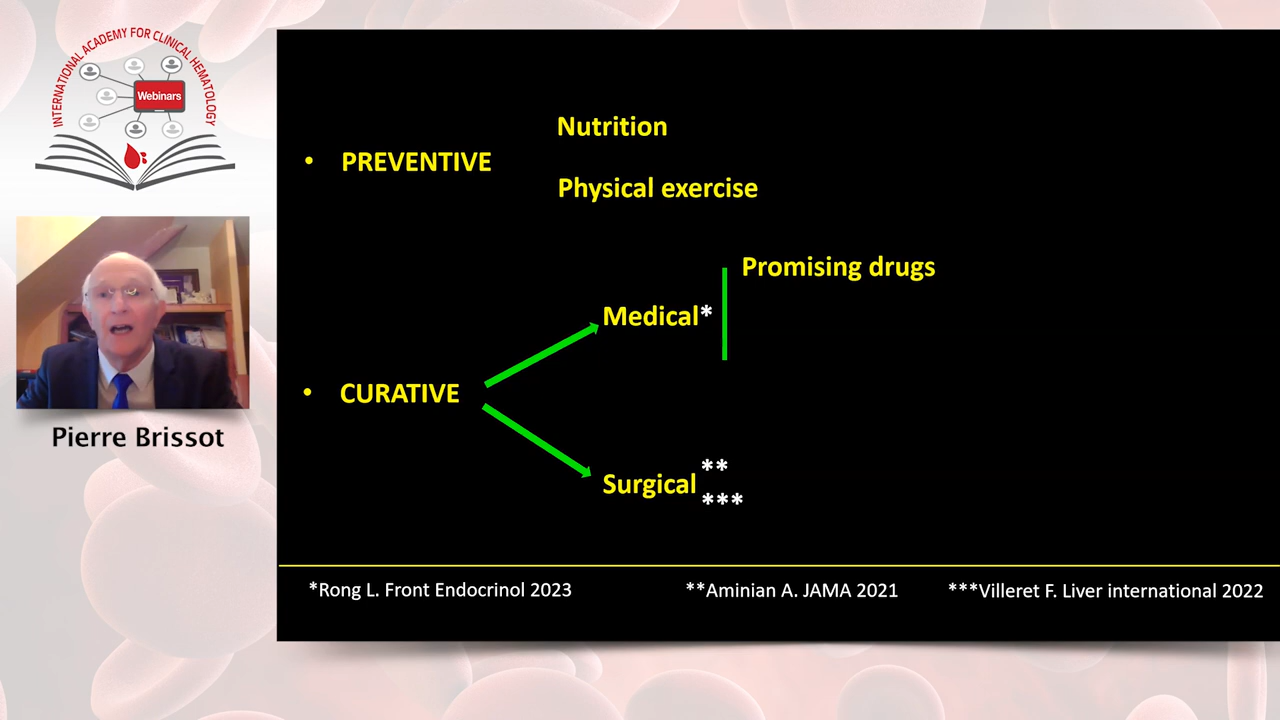 INTERNATIONAL ACADEMY FOR CLINICAL HEMATOLOGY
Webinars
Pierre Brissot
Nutrition
• PREVENTIVE
Physical exercise
Promising drugs
Medical*
• CURATIVE
Surgical
**
***
*Rong L. Front Endocrinol 2023
**Aminian A. JAMA 2021
***Villeret F. Liver international 2022